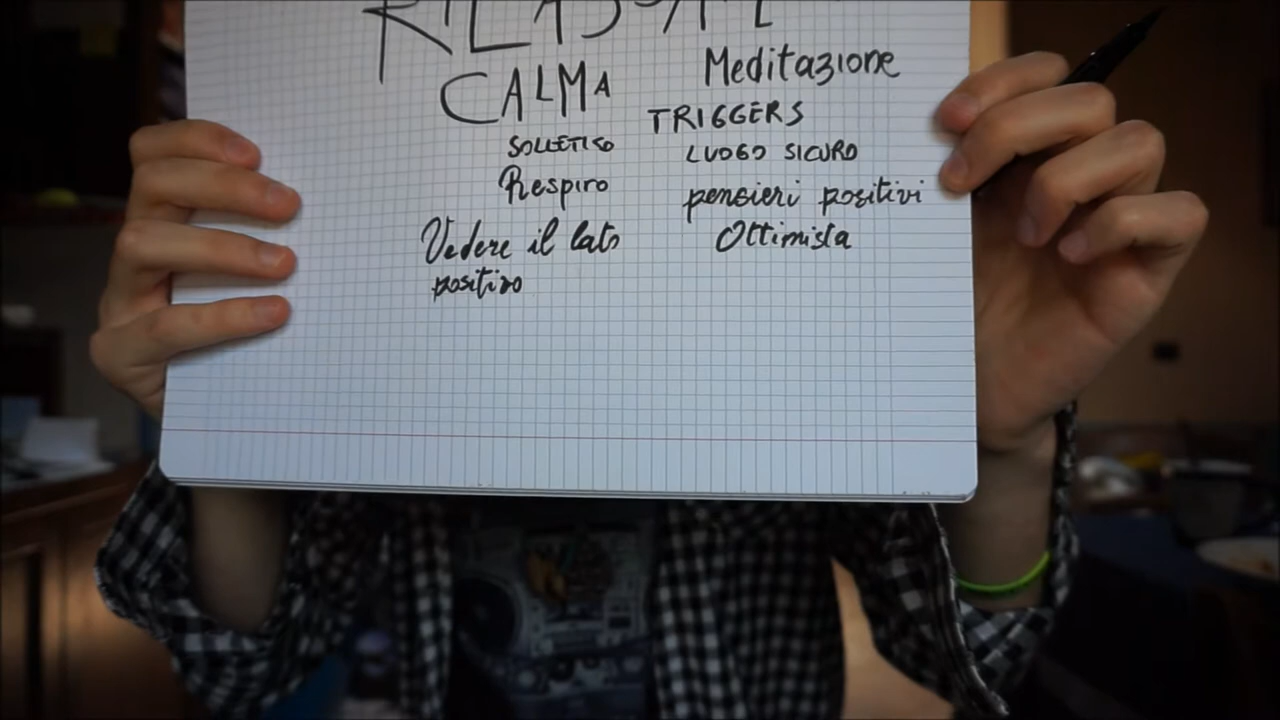 CALMA
Meditazione
TRIGGERS
SOLLETICO
LUOGO SICURO
Respiro
pensieri positivi
Vedere il lato
positivo
Ottimista